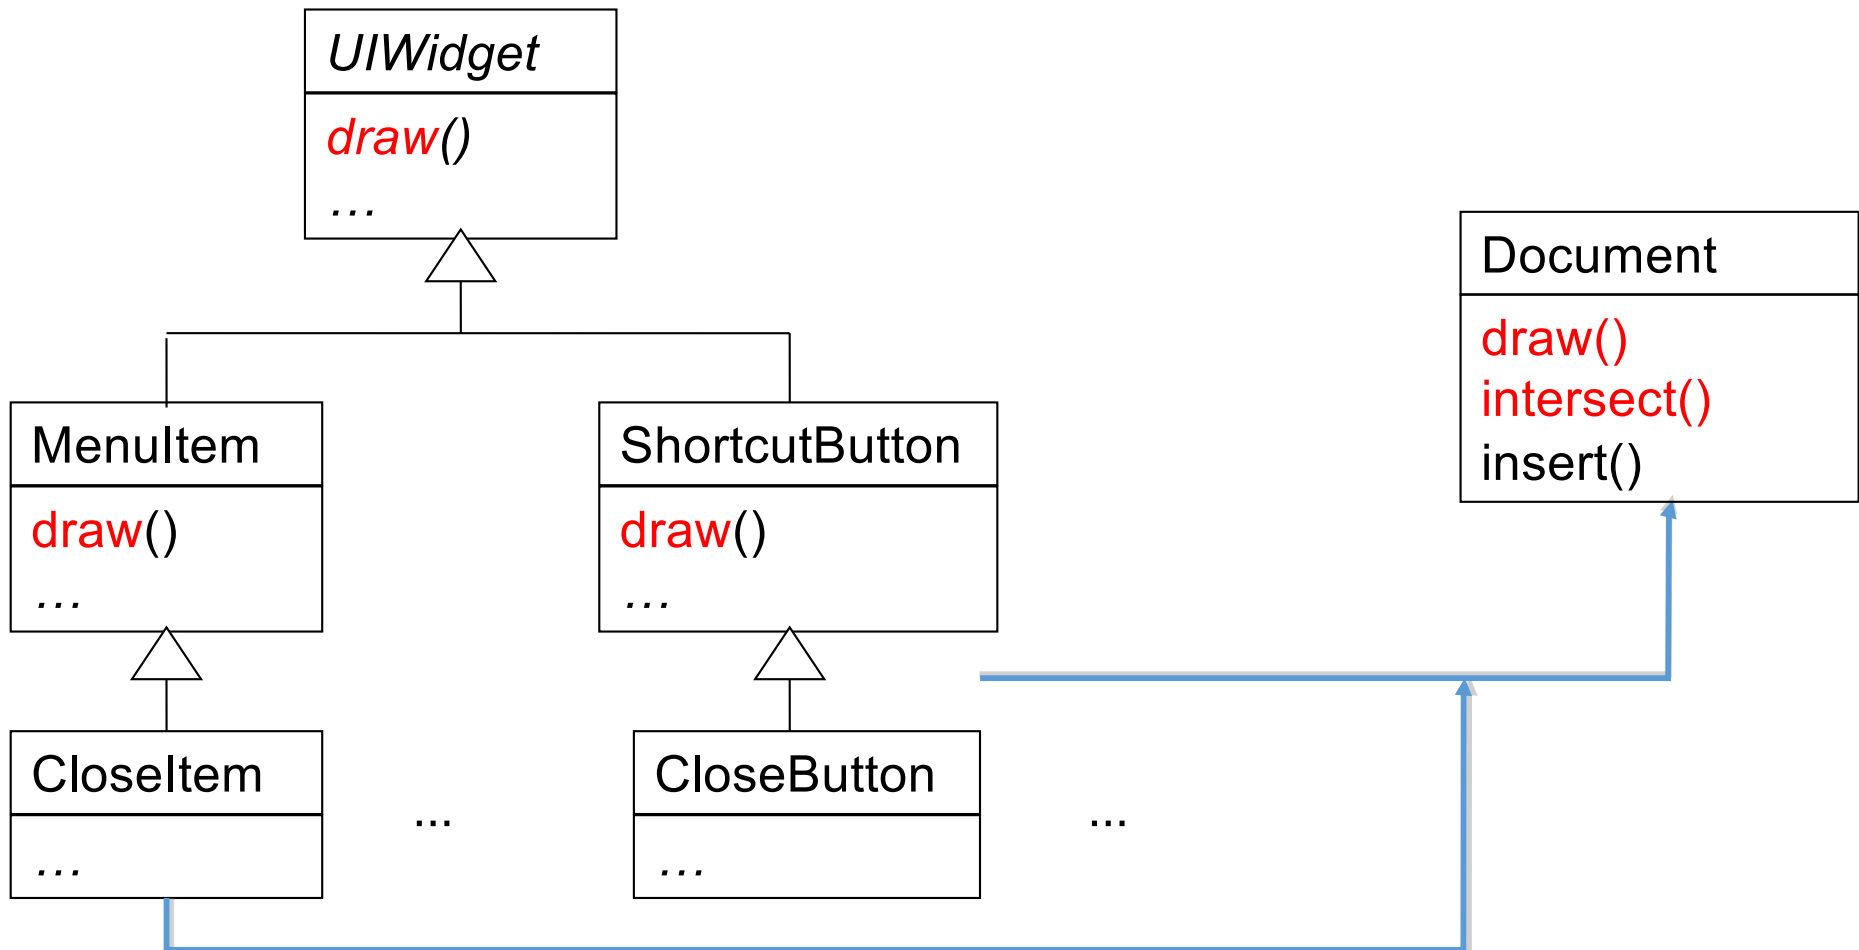 UIWidget
draw()
...
Document
draw()
intersect()
insert()
MenuItem
draw()
...
ShortcutButton
draw()
...
CloseItem
...
...
CloseButton
...
...